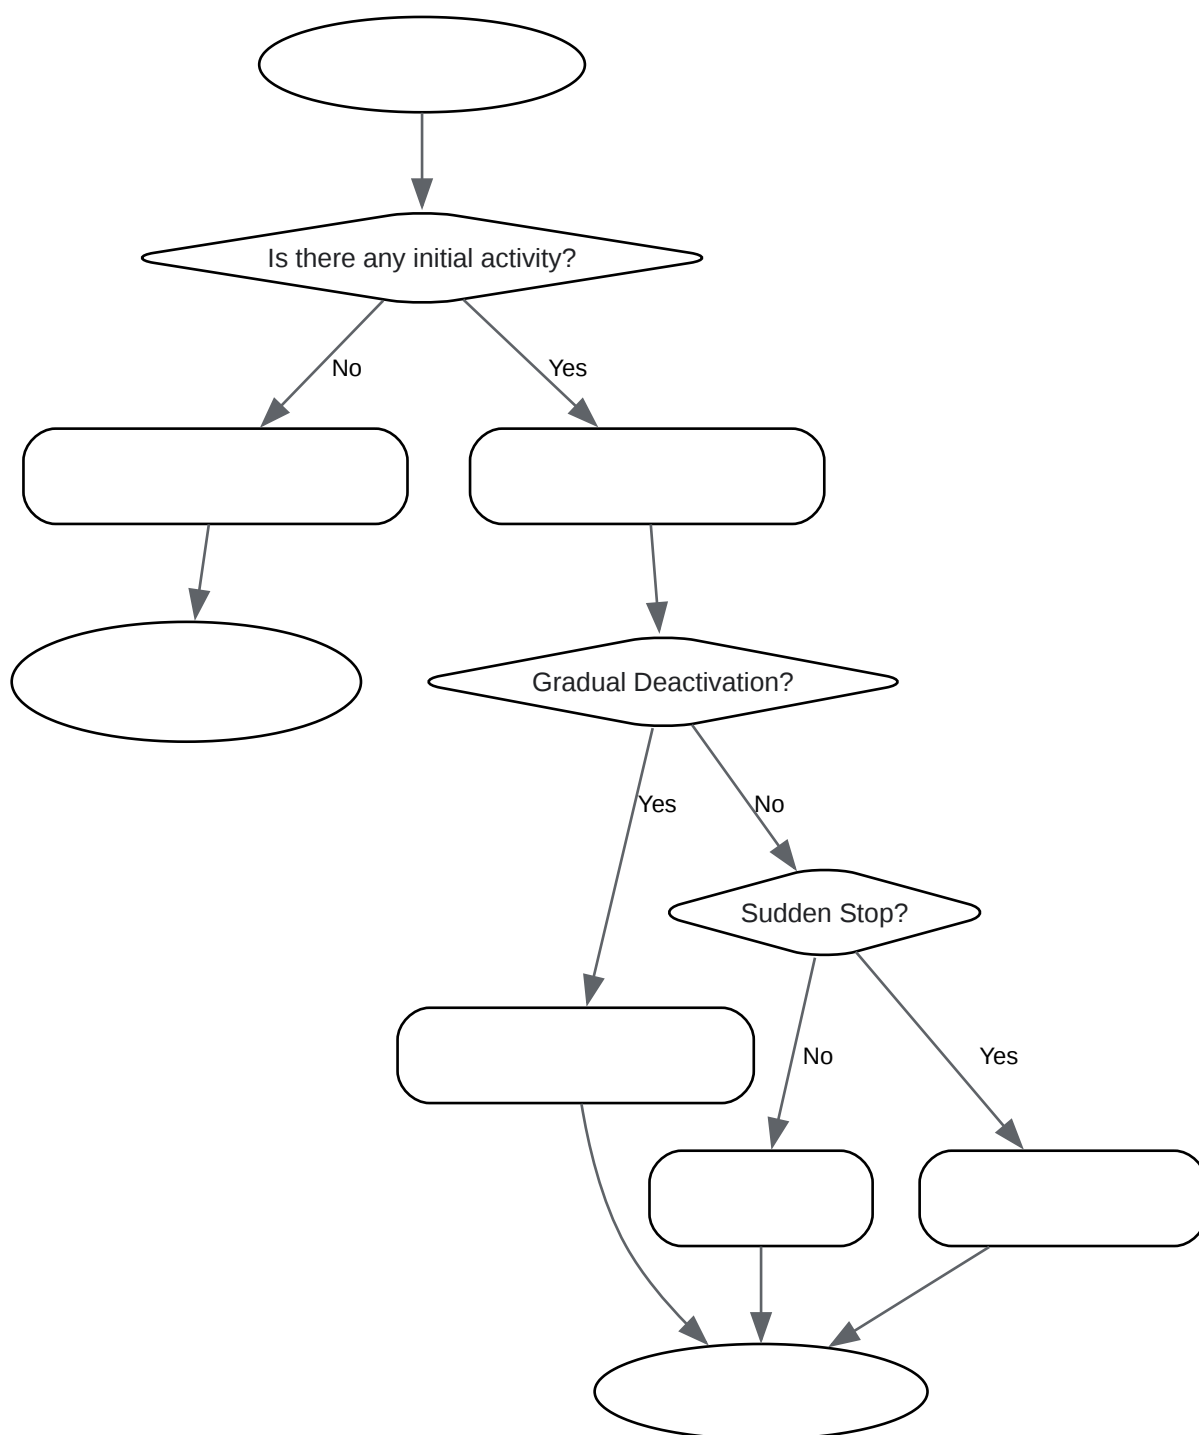 Is there any initial activity?
No
Yes
Gradual Deactivation?
Yes
No
Sudden Stop?
No
Yes